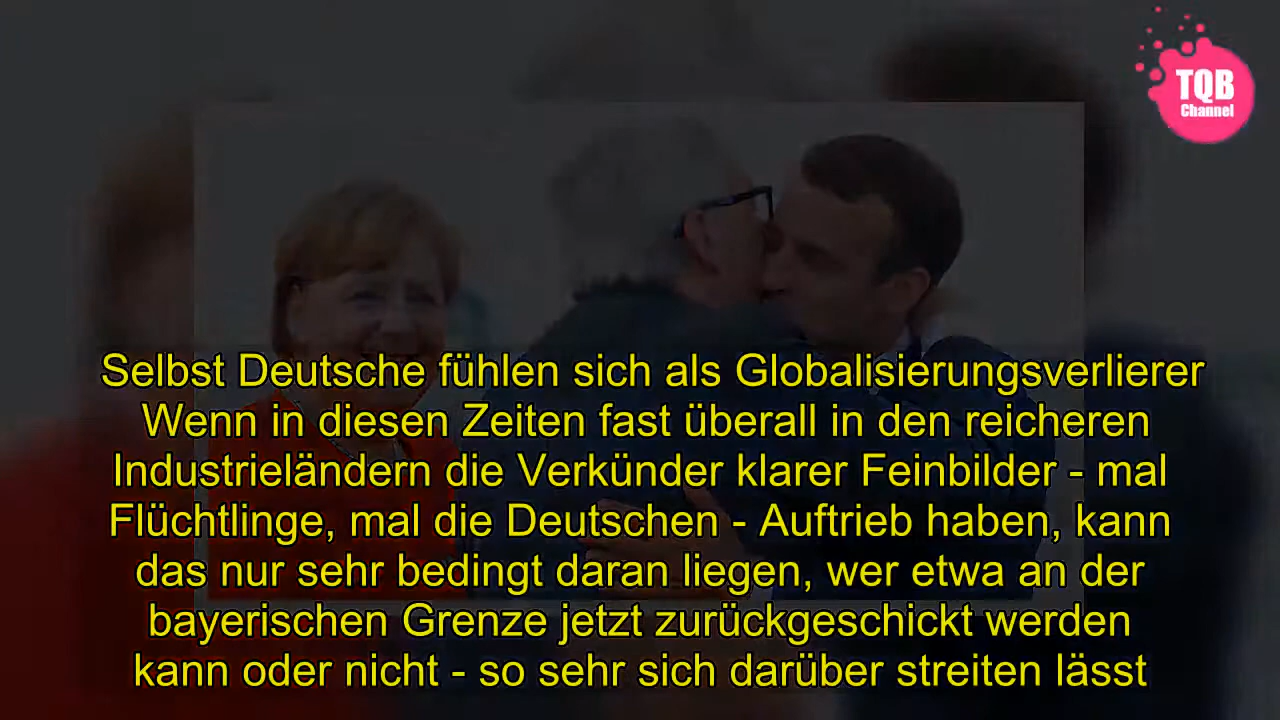 TQB
Channel
Selbst Deutsche fühlen sich als Globalisierungsverlierer
Wenn in diesen Zeiten fast überall in den reicheren
Industrieländern die Verkünder klarer Feinbilder - mal
Flüchtlinge, mal die Deutschen - Auftrieb haben, kann
das nur sehr bedingt daran liegen, wer etwa an der
bayerischen Grenze jetzt zurückgeschickt werden
kann oder nicht - so sehr sich darüber streiten lässt